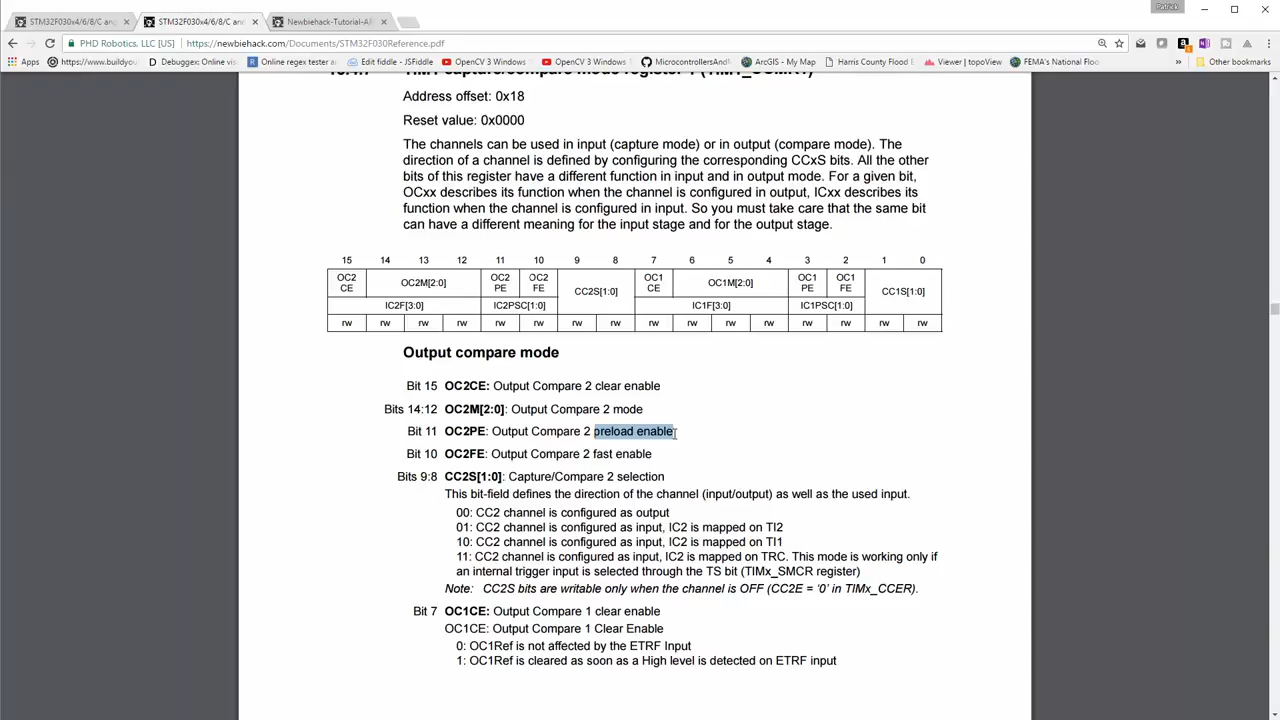 Patrick
STM32F030x4/6/8/C and
STM32F030x4/6/8/C and
Newbiehack-Tutorial-AR
PHD Robotics, LLC [US]
https://newbiehack.com/Documents/STM32F030Reference.pdf
Apps
https://www.buildyou
Debugger: Online vis
Online regex tester an
Edit fiddle - JSFiddle
OpenCV 3 Windows
OpenCV 3 Windows
MicrocontrollersAnd
ArcGIS - My Map
Harris County Flood E
Viewer | topoView
FEMA's National Flo
»
Other bookmarks
Address offset: 0x18
Reset value: 0x0000
The channels can be used in input (capture mode) or in output (compare mode). The
direction of a channel is defined by configuring the corresponding CCxS bits. All the other
bits of this register have a different function in input and in output mode. For a given bit,
OCxx describes its function when the channel is configured in output, ICxx describes its
function when the channel is configured in input. So you must take care that the same bit
can have a different meaning for the input stage and for the output stage.
15 14 13 12 11 10 9 8 7 6 5 4 3 2 1 0
OC2 CE
OC2M[2:0]
OC2 PE
OC2 FE
CC2S[1:0]
OC1 CE
OC1M[2:0]
OC1 PE
OC1 FE
CC1S[1:0]
IC2F[3:0]
IC2PSC[1:0]
IC1F[3:0]
IC1PSC[1:0]
rw rw rw rw rw rw rw rw rw rw rw rw rw rw rw rw
Output compare mode
Bit 15 OC2CE: Output Compare 2 clear enable
Bits 14:12 OC2M[2:0]: Output Compare 2 mode
Bit 11 OC2PE: Output Compare 2 preload enable
Bit 10 OC2FE: Output Compare 2 fast enable
Bits 9:8 CC2S[1:0]: Capture/Compare 2 selection
This bit-field defines the direction of the channel (input/output) as well as the used input.
00: CC2 channel is configured as output
01: CC2 channel is configured as input, IC2 is mapped on TI2
10: CC2 channel is configured as input, IC2 is mapped on TI1
11: CC2 channel is configured as input, IC2 is mapped on TRC. This mode is working only if
an internal trigger input is selected through the TS bit (TIMx_SMCR register)
Note: CC2S bits are writable only when the channel is OFF (CC2E = '0' in TIMx_CCER).
Bit 7 OC1CE: Output Compare 1 clear enable
OC1CE: Output Compare 1 Clear Enable
0: OC1Ref is not affected by the ETRF Input
1: OC1Ref is cleared as soon as a High level is detected on ETRF input